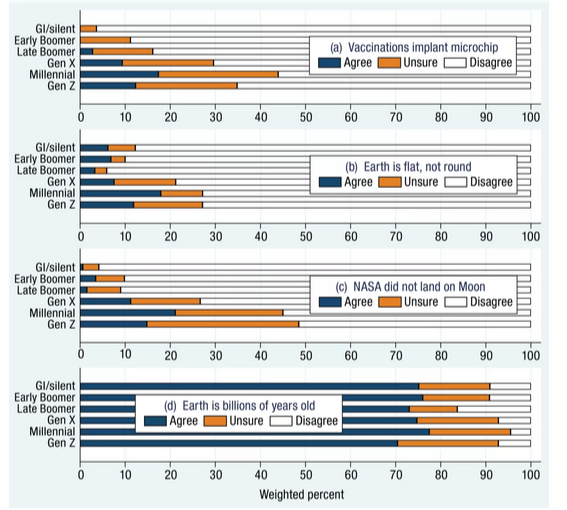 GI/silent
Early Boomer
Late Boomer
Gen X
Millennial
Gen Z
(a) Vaccinations implant microchip
Agree Unsure Disagree
0 10 20 30 40 50 60 70 80 90 100
GI/silent
Early Boomer
Late Boomer
Gen X
Millennial
Gen Z
(b) Earth is flat, not round
Agree Unsure Disagree
0 10 20 30 40 50 60 70 80 90 100
GI/silent
Early Boomer
Late Boomer
Gen X
Millennial
Gen Z
(c) NASA did not land on Moon
Agree Unsure Disagree
0 10 20 30 40 50 60 70 80 90 100
GI/silent
Early Boomer
Late Boomer
Gen X
Millennial
Gen Z
(d) Earth is billions of years old
Agree Unsure Disagree
0 10 20 30 40 50 60 70 80 90 100
Weighted percent